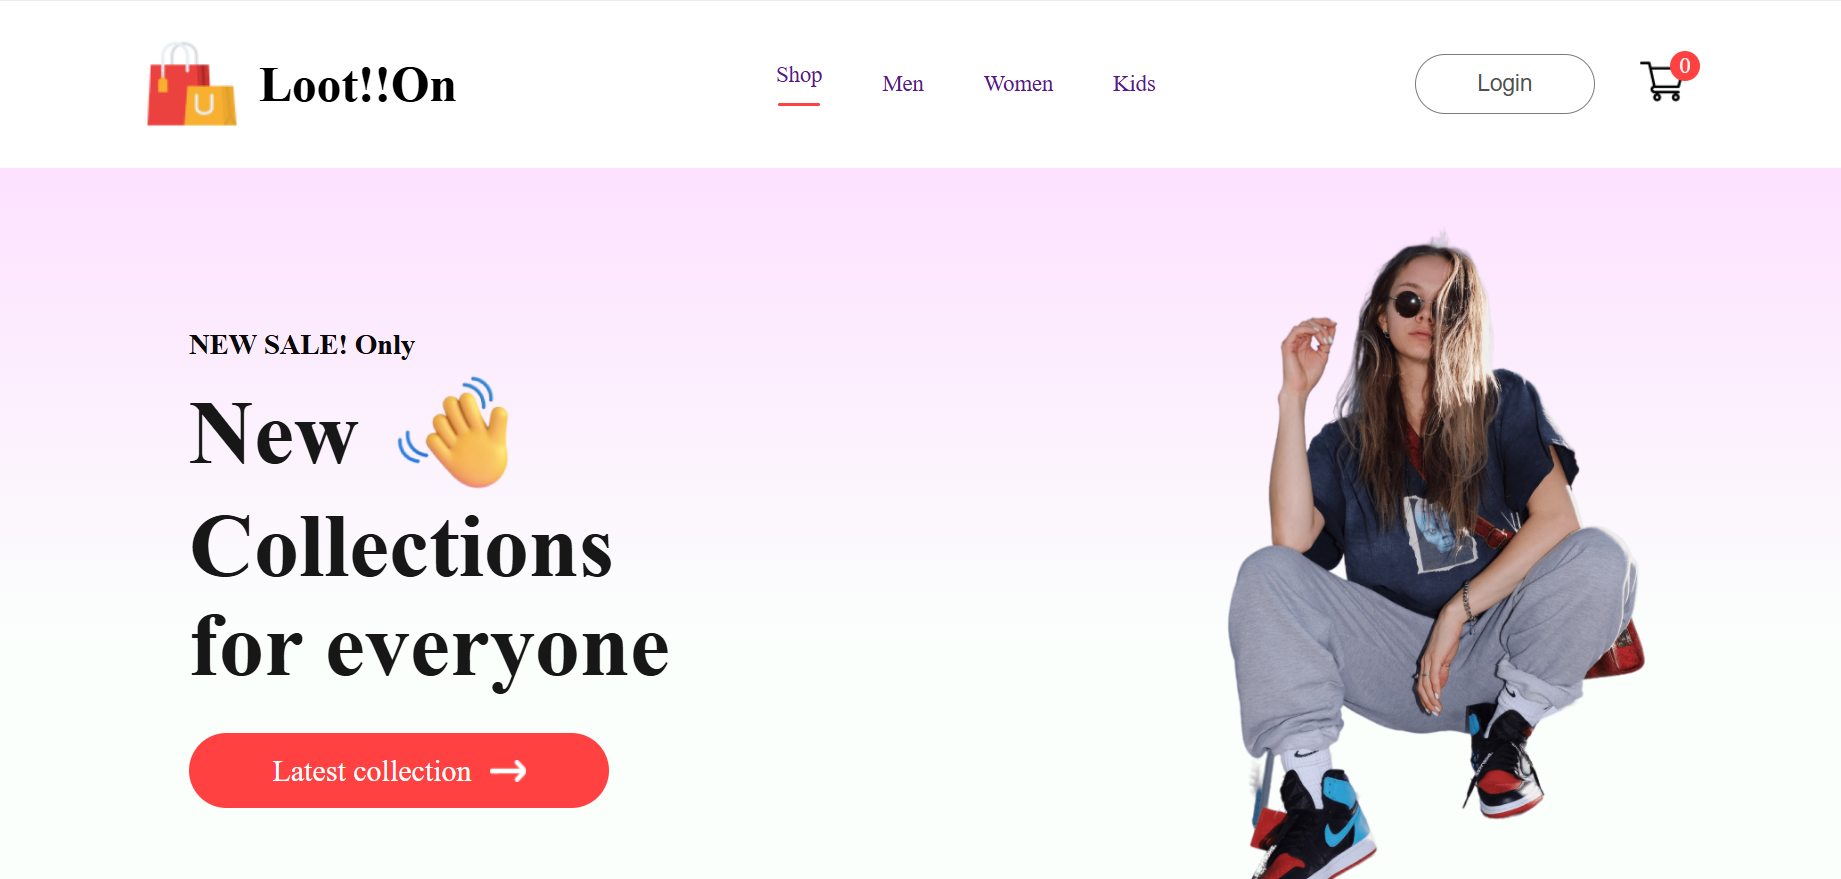 Loot!!On
Shop
Men
Women
Kids
Login
0
NEW SALE! Only
New
Collections
for everyone
Latest collection